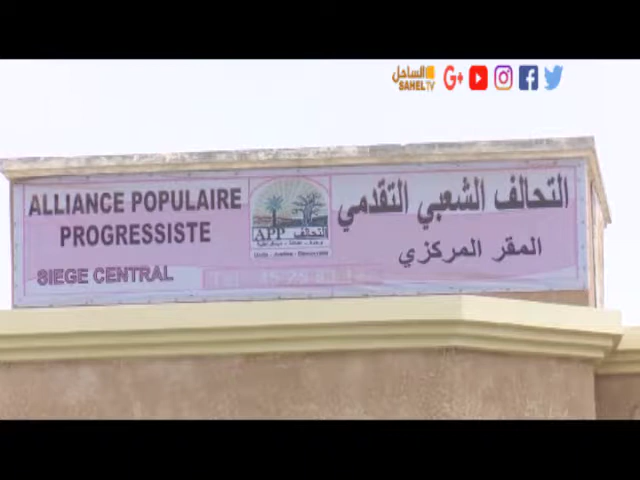 الساحل
SAHEL TV
ALLIANCE POPULAIRE
PROGRESSISTE
SIEGE CENTRAL
APP التحالف
التحالف الشعبي التقدمي
المقر المركزي